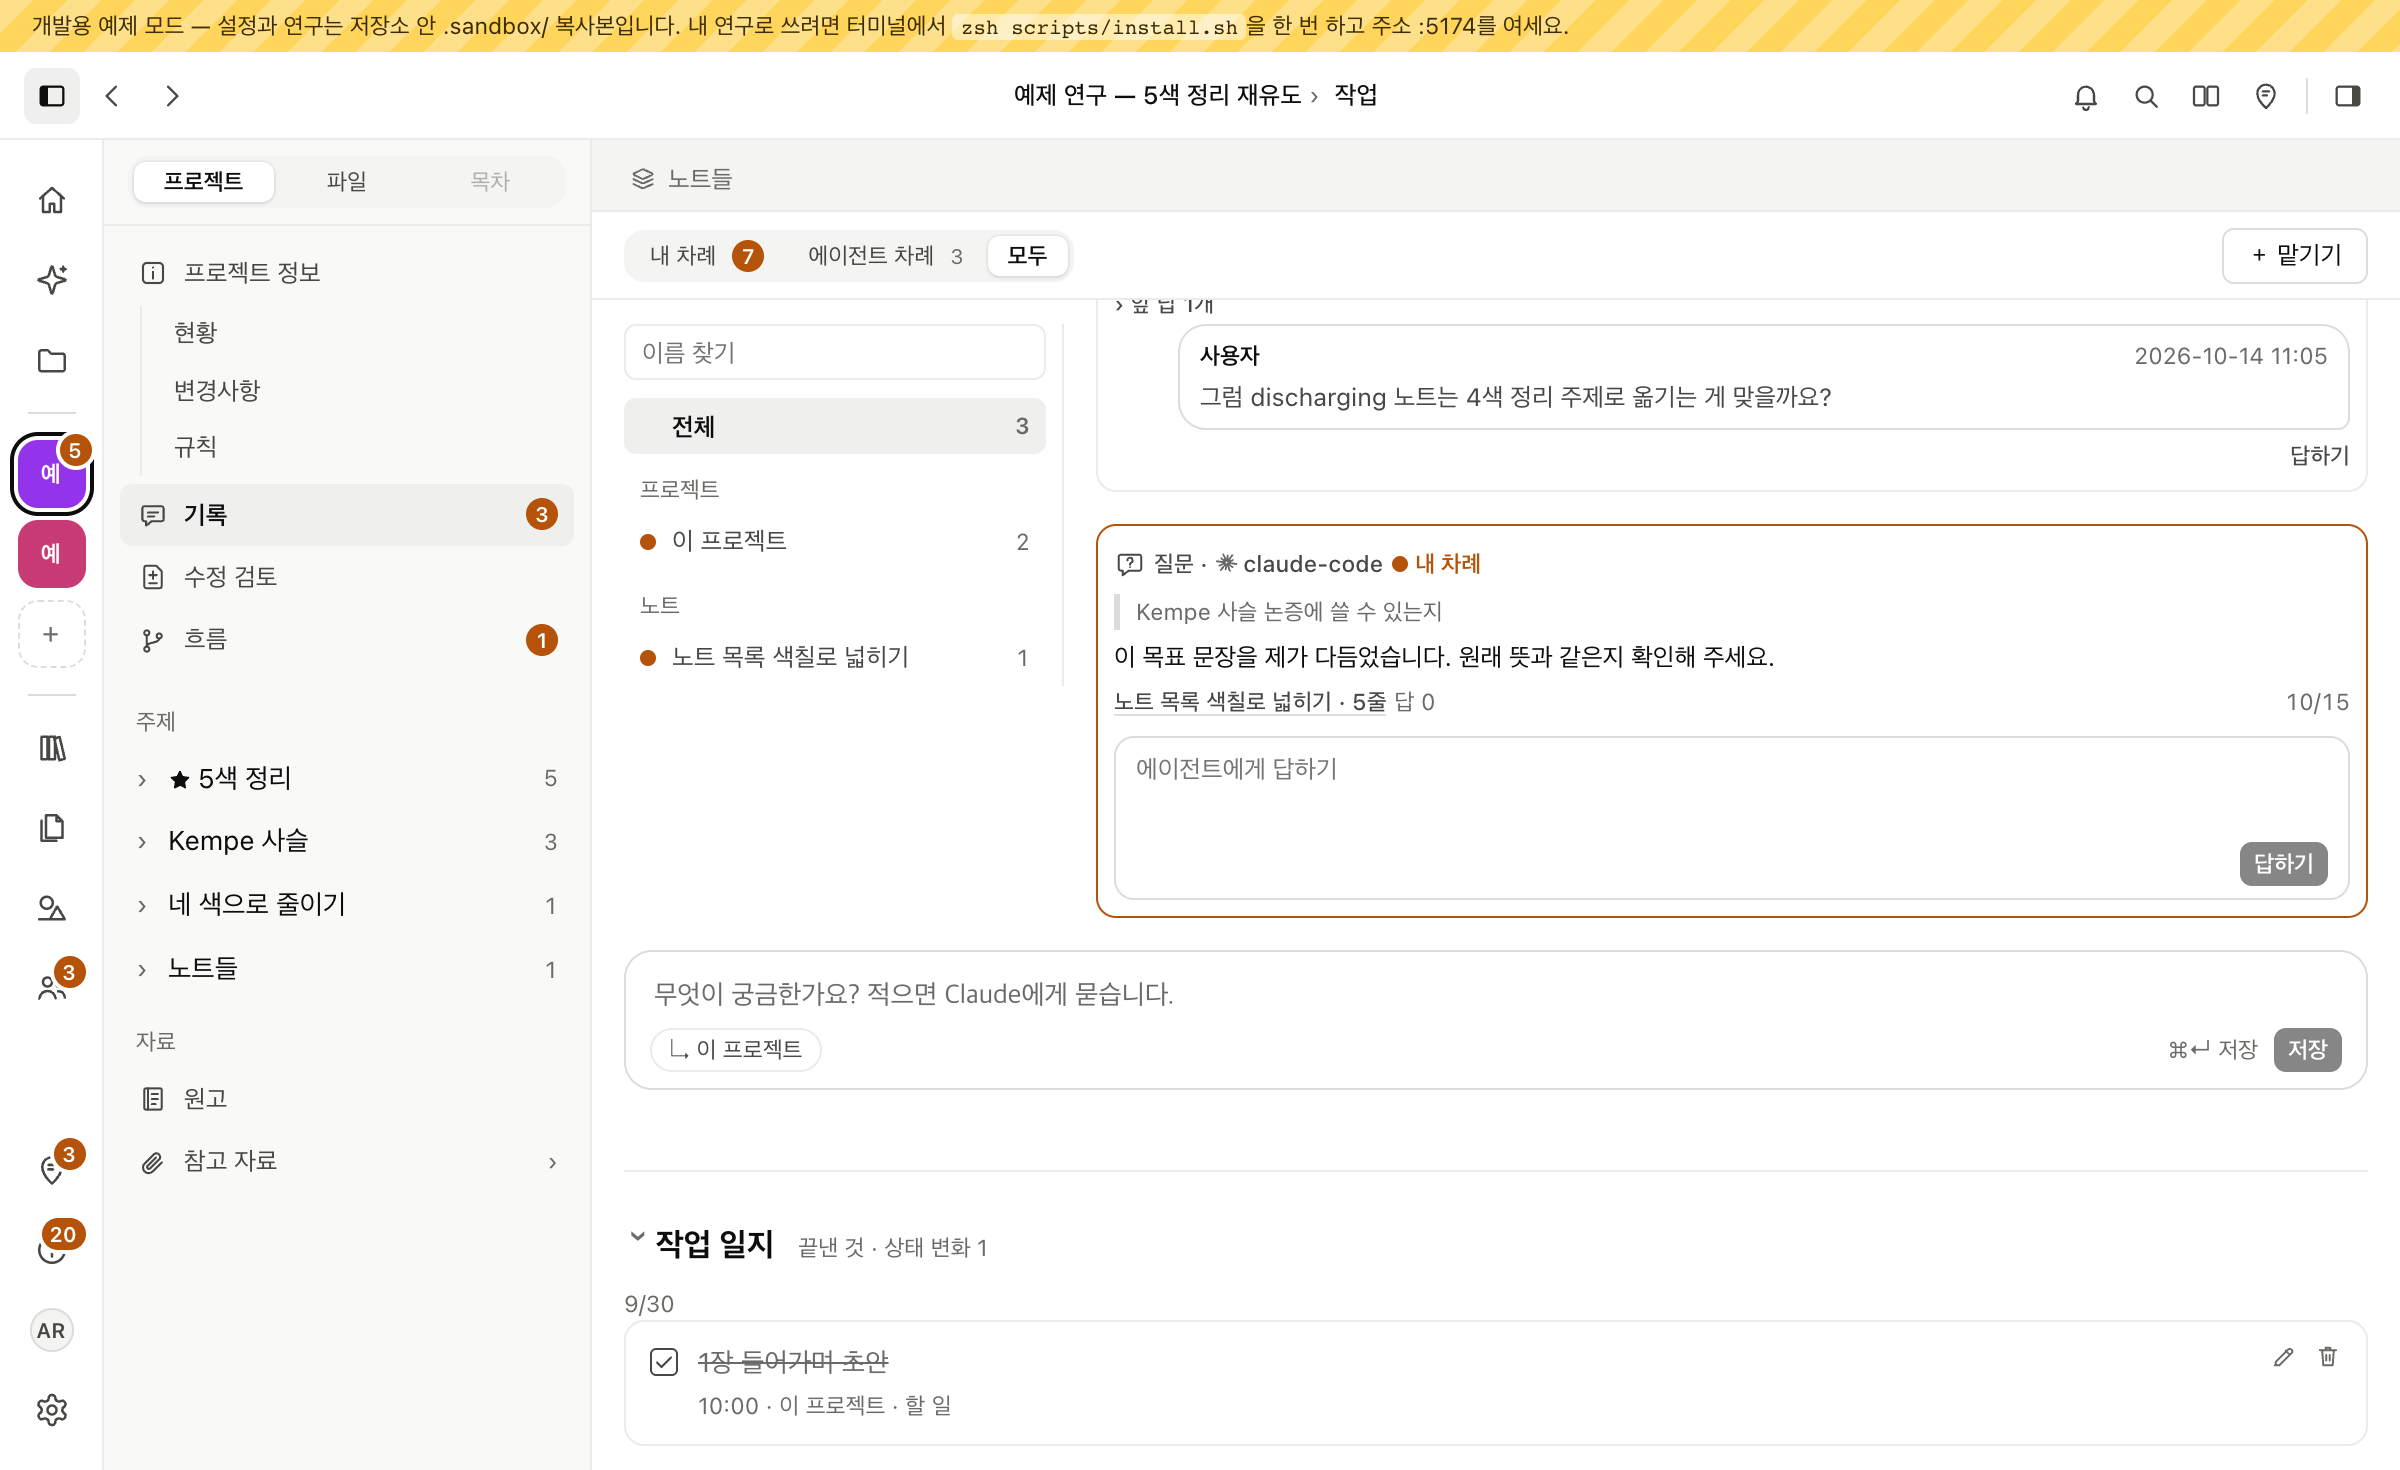 개발용 예제 모드 — 설정과 연구는 저장소 안 .sandbox/ 복사본입니다. 내 연구로 쓰려면 터미널에서 zsh scripts/install.sh을 한 번 하고 주소 :5174를 여세요.
예제 연구 — 5색 정리 재유도 › 작업
프로젝트 파일 목차
프로젝트 정보
현황
변경사항
규칙
기록 3
수정 검토
흐름 1
주제
› ★ 5색 정리 5
› Kempe 사슬 3
› 네 색으로 줄이기 1
› 노트들 1
자료
원고
참고 자료 ›
예 5
예
+
3
3
20
AR
노트들
내 차례 7 에이전트 차례 3 모두
+ 맡기기
이름 찾기
전체 3
프로젝트
이 프로젝트 2
노트
노트 목록 색칠로 넓히기 1
› 앞 답 1개
사용자 2026-10-14 11:05
그럼 discharging 노트는 4색 정리 주제로 옮기는 게 맞을까요?
답하기
질문 · claude-code 내 차례
Kempe 사슬 논증에 쓸 수 있는지
이 목표 문장을 제가 다듬었습니다. 원래 뜻과 같은지 확인해 주세요.
노트 목록 색칠로 넓히기 · 5줄 답 0 10/15
에이전트에게 답하기
답하기
무엇이 궁금한가요? 적으면 Claude에게 묻습니다.
이 프로젝트 ⌘↵ 저장 저장
작업 일지 끝낸 것 · 상태 변화 1
9/30
1장 들어가며 초안
10:00 · 이 프로젝트 · 할 일